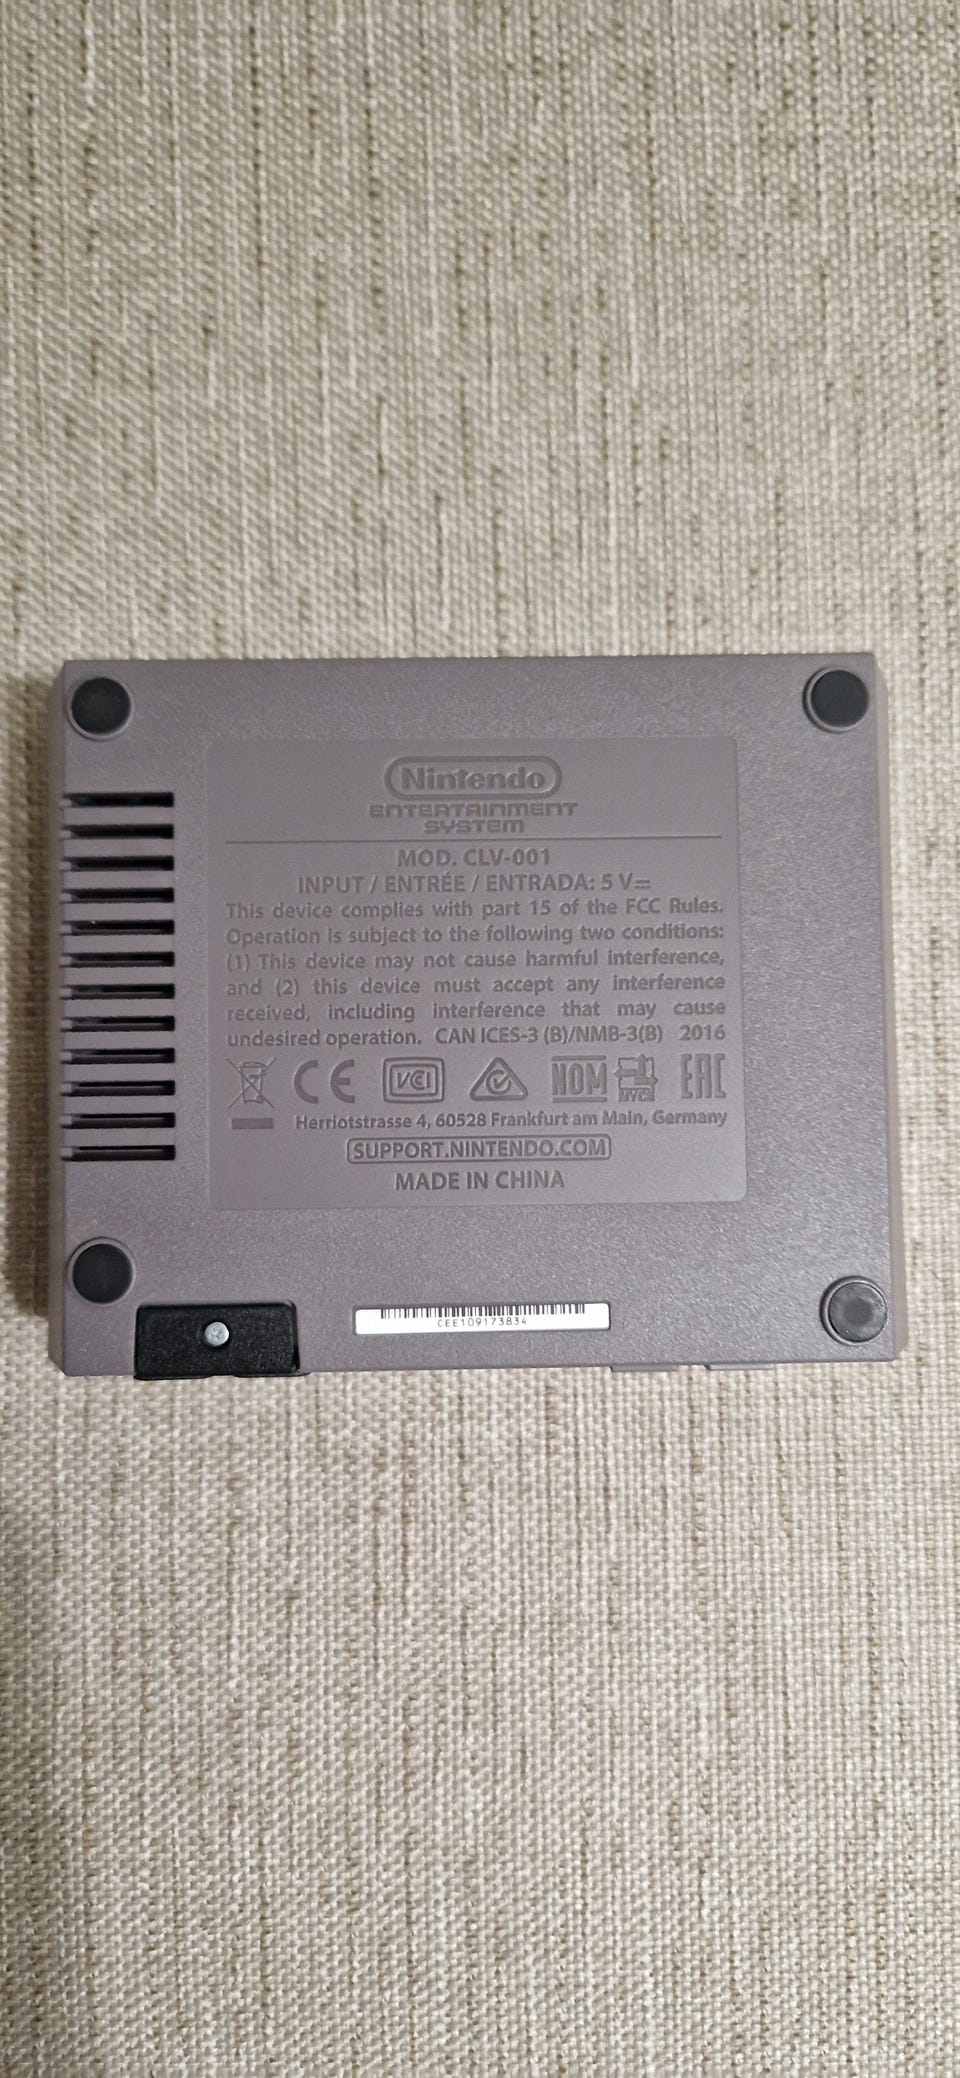 Nintendo
ENTERTAINMENT
SYSTEM
MOD. CLV-001
INPUT / ENTRÉE / ENTRADA: 5 V⎓
This device complies with part 15 of the FCC Rules.
Operation is subject to the following two conditions:
(1) This device may not cause harmful interference,
and (2) this device must accept any interference
received, including interference that may cause
undesired operation. CAN ICES-3 (B)/NMB-3(B) 2016
CE VCI NOM NYCE EAC
Herriotstrasse 4, 60528 Frankfurt am Main, Germany
SUPPORT.NINTENDO.COM
MADE IN CHINA
CEE109173834